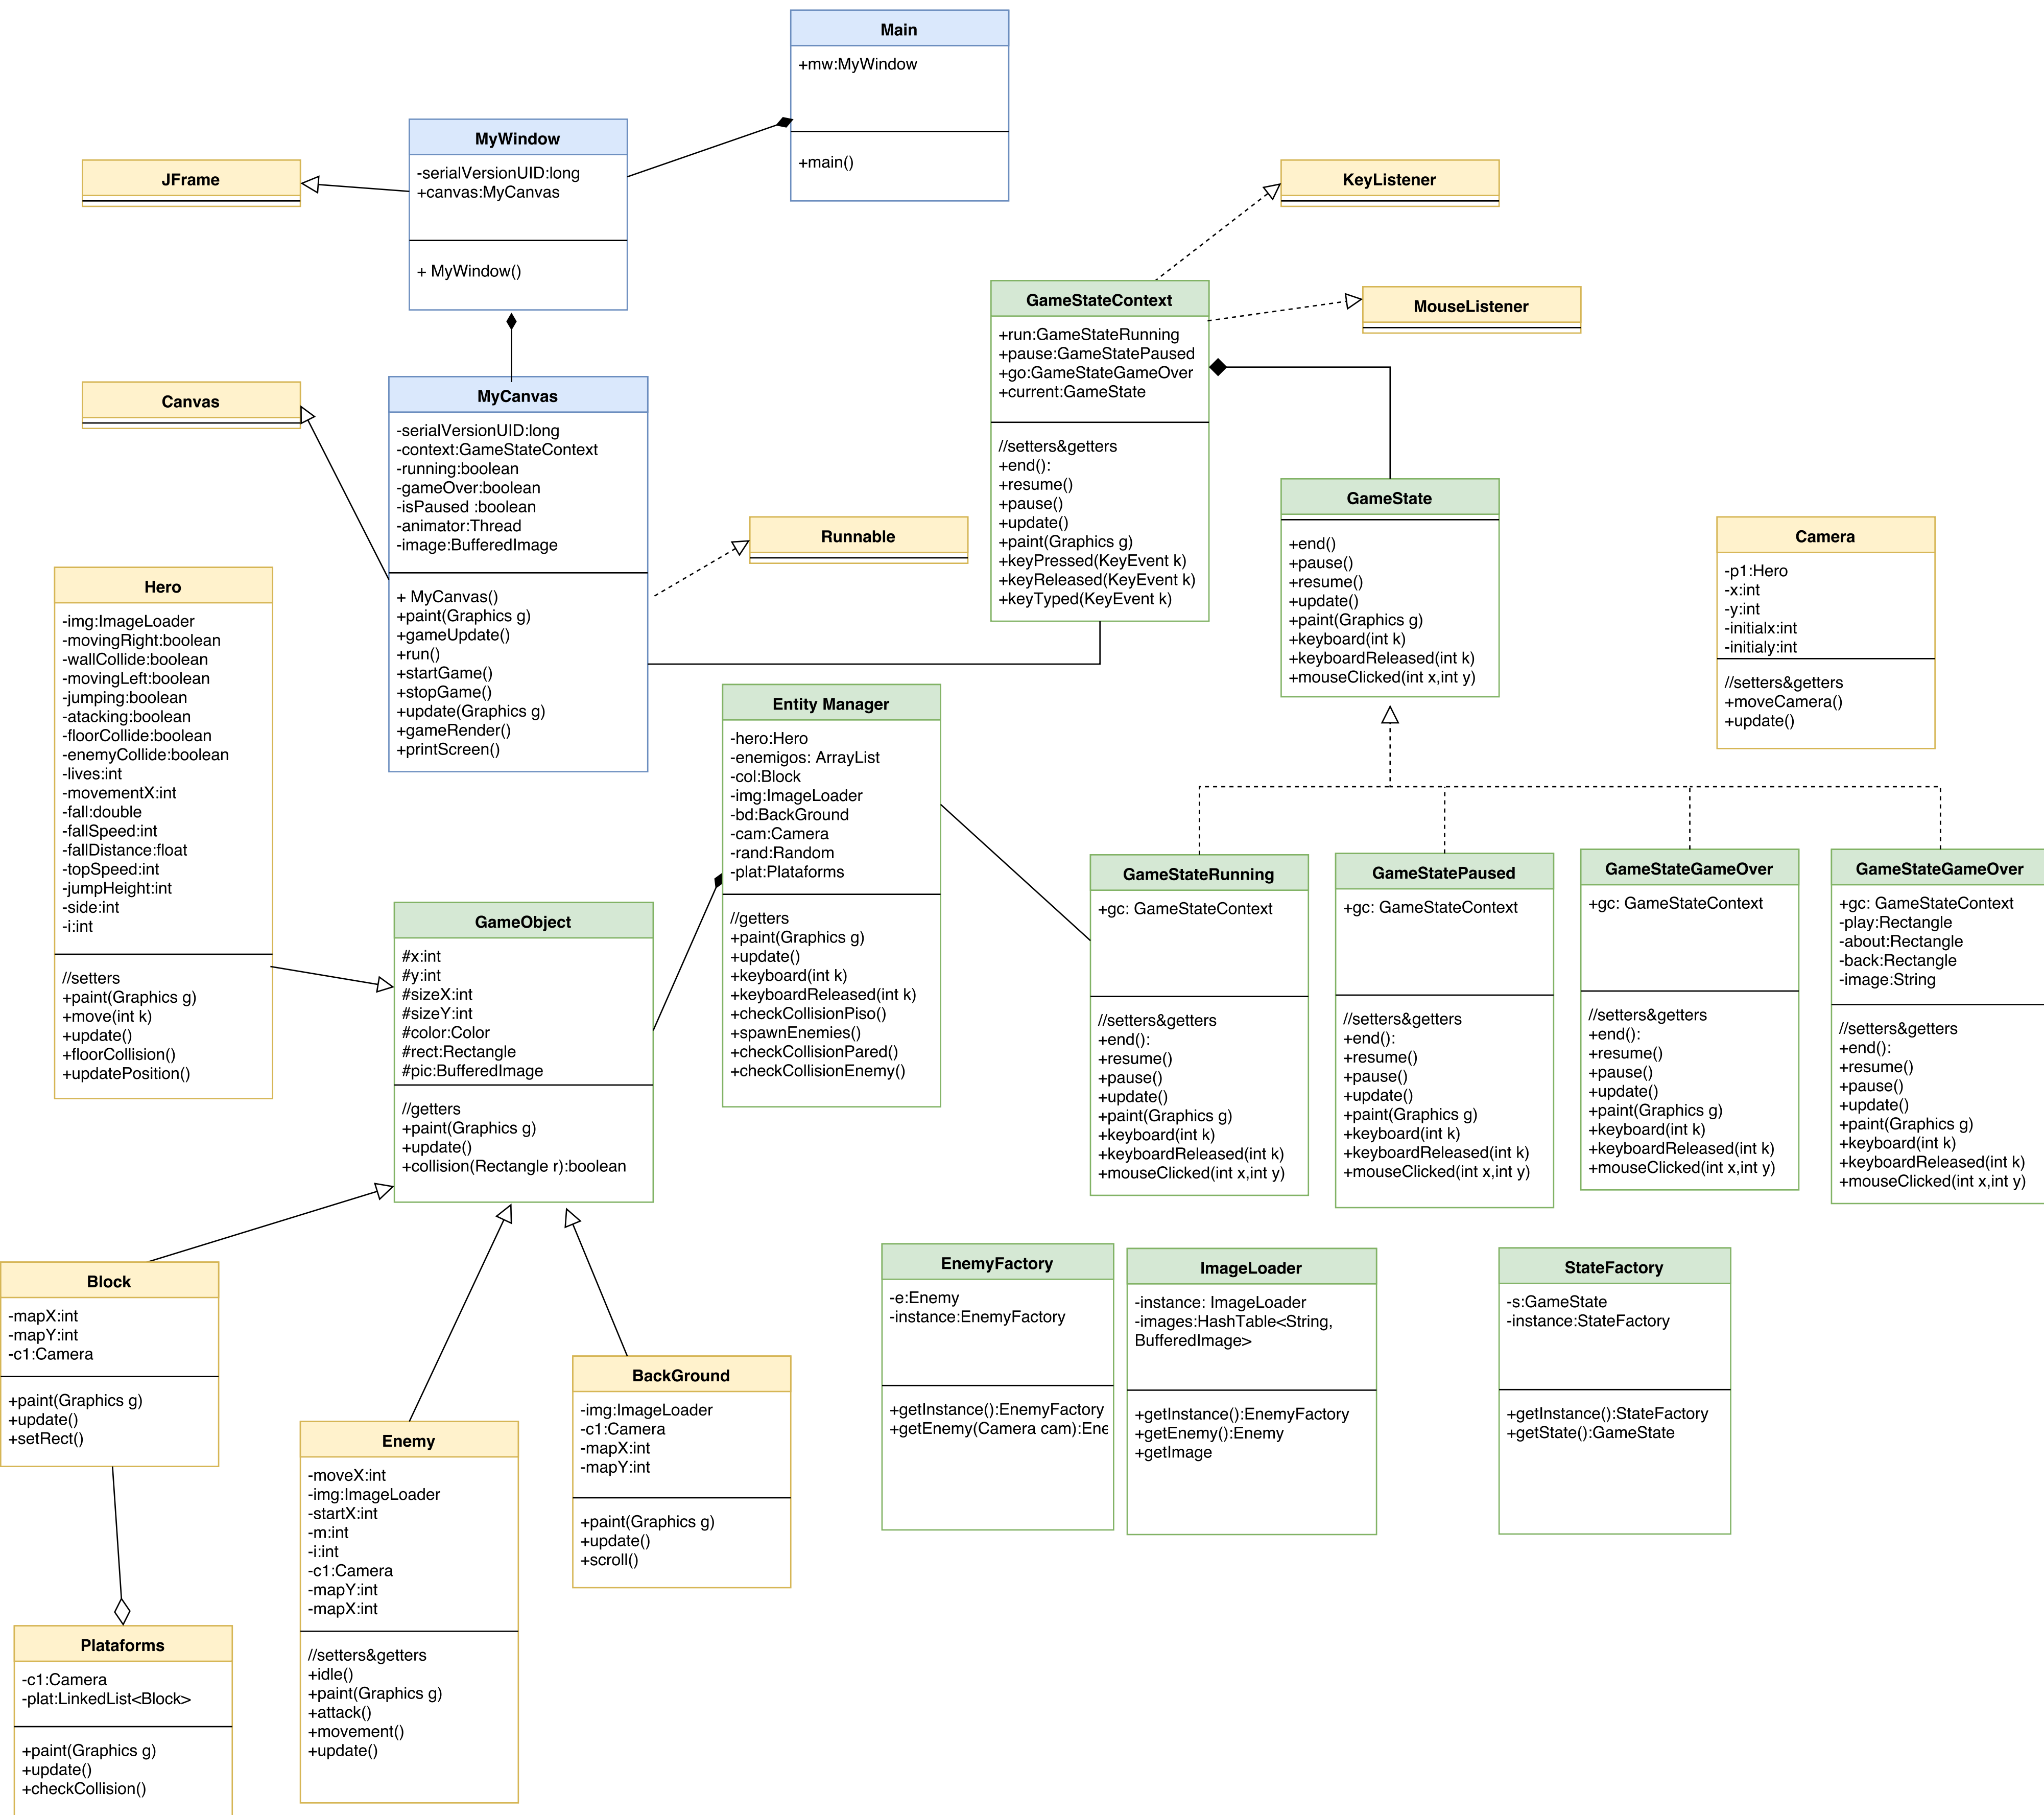 Main
+mw:MyWindow
+main()
MyWindow
-serialVersionUID:long
+canvas:MyCanvas
+ MyWindow()
JFrame
KeyListener
MouseListener
GameStateContext
+run:GameStateRunning
+pause:GameStatePaused
+go:GameStateGameOver
+current:GameState
//setters&getters
+end():
+resume()
+pause()
+update()
+paint(Graphics g)
+keyPressed(KeyEvent k)
+keyReleased(KeyEvent k)
+keyTyped(KeyEvent k)
Canvas
MyCanvas
-serialVersionUID:long
-context:GameStateContext
-running:boolean
-gameOver:boolean
-isPaused :boolean
-animator:Thread
-image:BufferedImage
+ MyCanvas()
+paint(Graphics g)
+gameUpdate()
+run()
+startGame()
+stopGame()
+update(Graphics g)
+gameRender()
+printScreen()
Runnable
GameState
+end()
+pause()
+resume()
+update()
+paint(Graphics g)
+keyboard(int k)
+keyboardReleased(int k)
+mouseClicked(int x,int y)
Camera
-p1:Hero
-x:int
-y:int
-initialx:int
-initialy:int
//setters&getters
+moveCamera()
+update()
Hero
-img:ImageLoader
-movingRight:boolean
-wallCollide:boolean
-movingLeft:boolean
-jumping:boolean
-atacking:boolean
-floorCollide:boolean
-enemyCollide:boolean
-lives:int
-movementX:int
-fall:double
-fallSpeed:int
-fallDistance:float
-topSpeed:int
-jumpHeight:int
-side:int
-i:int
//setters
+paint(Graphics g)
+move(int k)
+update()
+floorCollision()
+updatePosition()
Entity Manager
-hero:Hero
-enemigos: ArrayList
-col:Block
-img:ImageLoader
-bd:BackGround
-cam:Camera
-rand:Random
-plat:Plataforms
//getters
+paint(Graphics g)
+update()
+keyboard(int k)
+keyboardReleased(int k)
+checkCollisionPiso()
+spawnEnemies()
+checkCollisionPared()
+checkCollisionEnemy()
GameObject
#x:int
#y:int
#sizeX:int
#sizeY:int
#color:Color
#rect:Rectangle
#pic:BufferedImage
//getters
+paint(Graphics g)
+update()
+collision(Rectangle r):boolean
GameStateRunning
+gc: GameStateContext
//setters&getters
+end():
+resume()
+pause()
+update()
+paint(Graphics g)
+keyboard(int k)
+keyboardReleased(int k)
+mouseClicked(int x,int y)
GameStatePaused
+gc: GameStateContext
//setters&getters
+end():
+resume()
+pause()
+update()
+paint(Graphics g)
+keyboard(int k)
+keyboardReleased(int k)
+mouseClicked(int x,int y)
GameStateGameOver
+gc: GameStateContext
//setters&getters
+end():
+resume()
+pause()
+update()
+paint(Graphics g)
+keyboard(int k)
+keyboardReleased(int k)
+mouseClicked(int x,int y)
GameStateGameOver
+gc: GameStateContext
-play:Rectangle
-about:Rectangle
-back:Rectangle
-image:String
//setters&getters
+end():
+resume()
+pause()
+update()
+paint(Graphics g)
+keyboard(int k)
+keyboardReleased(int k)
+mouseClicked(int x,int y)
Block
-mapX:int
-mapY:int
-c1:Camera
+paint(Graphics g)
+update()
+setRect()
Enemy
-moveX:int
-img:ImageLoader
-startX:int
-m:int
-i:int
-c1:Camera
-mapY:int
-mapX:int
//setters&getters
+idle()
+paint(Graphics g)
+attack()
+movement()
+update()
BackGround
-img:ImageLoader
-c1:Camera
-mapX:int
-mapY:int
+paint(Graphics g)
+update()
+scroll()
EnemyFactory
-e:Enemy
-instance:EnemyFactory
+getInstance():EnemyFactory
+getEnemy(Camera cam):Ene
ImageLoader
-instance: ImageLoader
-images:HashTable<String,
BufferedImage>
+getInstance():EnemyFactory
+getEnemy():Enemy
+getImage
StateFactory
-s:GameState
-instance:StateFactory
+getInstance():StateFactory
+getState():GameState
Plataforms
-c1:Camera
-plat:LinkedList<Block>
+paint(Graphics g)
+update()
+checkCollision()